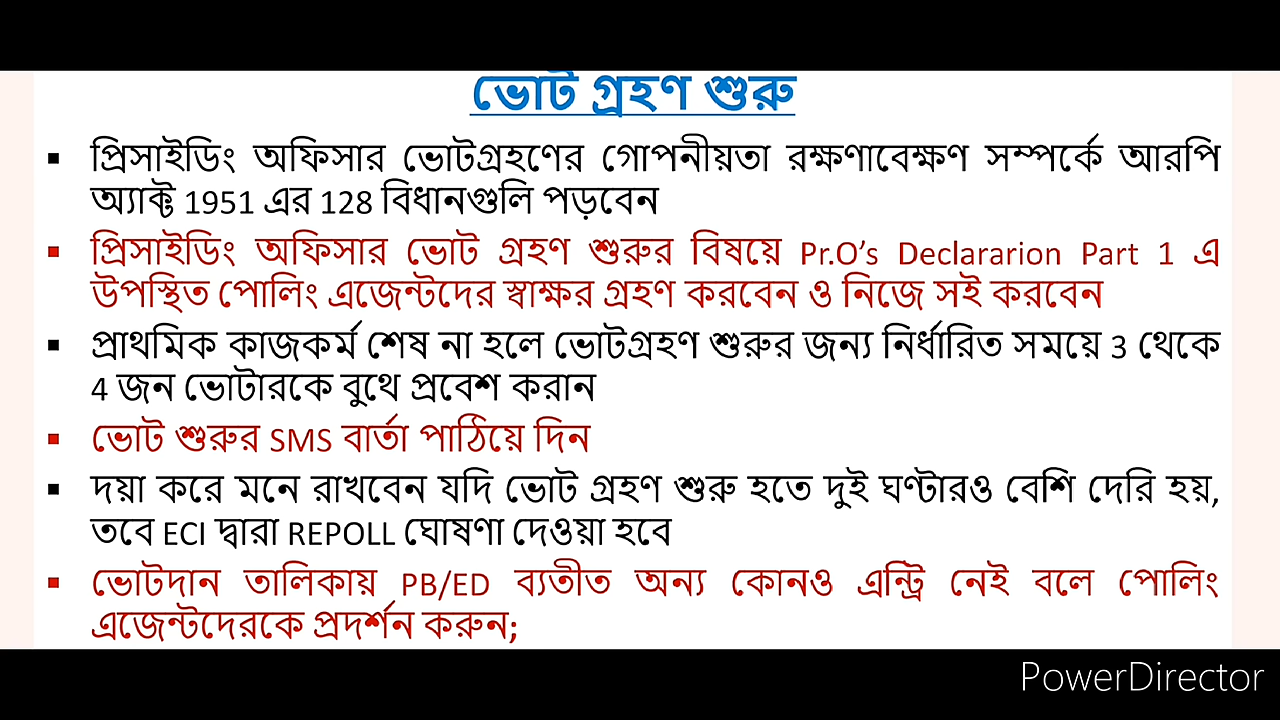 ভোট গ্রহণ শুরু
▪ প্রিসাইডিং অফিসার ভোটগ্রহণের গোপনীয়তা রক্ষণাবেক্ষণ সম্পর্কে আরপি
অ্যাক্ট 1951 এর 128 বিধানগুলি পড়বেন
▪ প্রিসাইডিং অফিসার ভোট গ্রহণ শুরুর বিষয়ে Pr.O’s Declararion Part 1 এ
উপস্থিত পোলিং এজেন্টদের স্বাক্ষর গ্রহণ করবেন ও নিজে সই করবেন
▪ প্রাথমিক কাজকর্ম শেষ না হলে ভোটগ্রহণ শুরুর জন্য নির্ধারিত সময়ে 3 থেকে
4 জন ভোটারকে বুথে প্রবেশ করান
▪ ভোট শুরুর SMS বার্তা পাঠিয়ে দিন
▪ দয়া করে মনে রাখবেন যদি ভোট গ্রহণ শুরু হতে দুই ঘণ্টারও বেশি দেরি হয়,
তবে ECI দ্বারা REPOLL ঘোষণা দেওয়া হবে
▪ ভোটদান তালিকায় PB/ED ব্যতীত অন্য কোনও এন্ট্রি নেই বলে পোলিং
এজেন্টদেরকে প্রদর্শন করুন;
PowerDirector